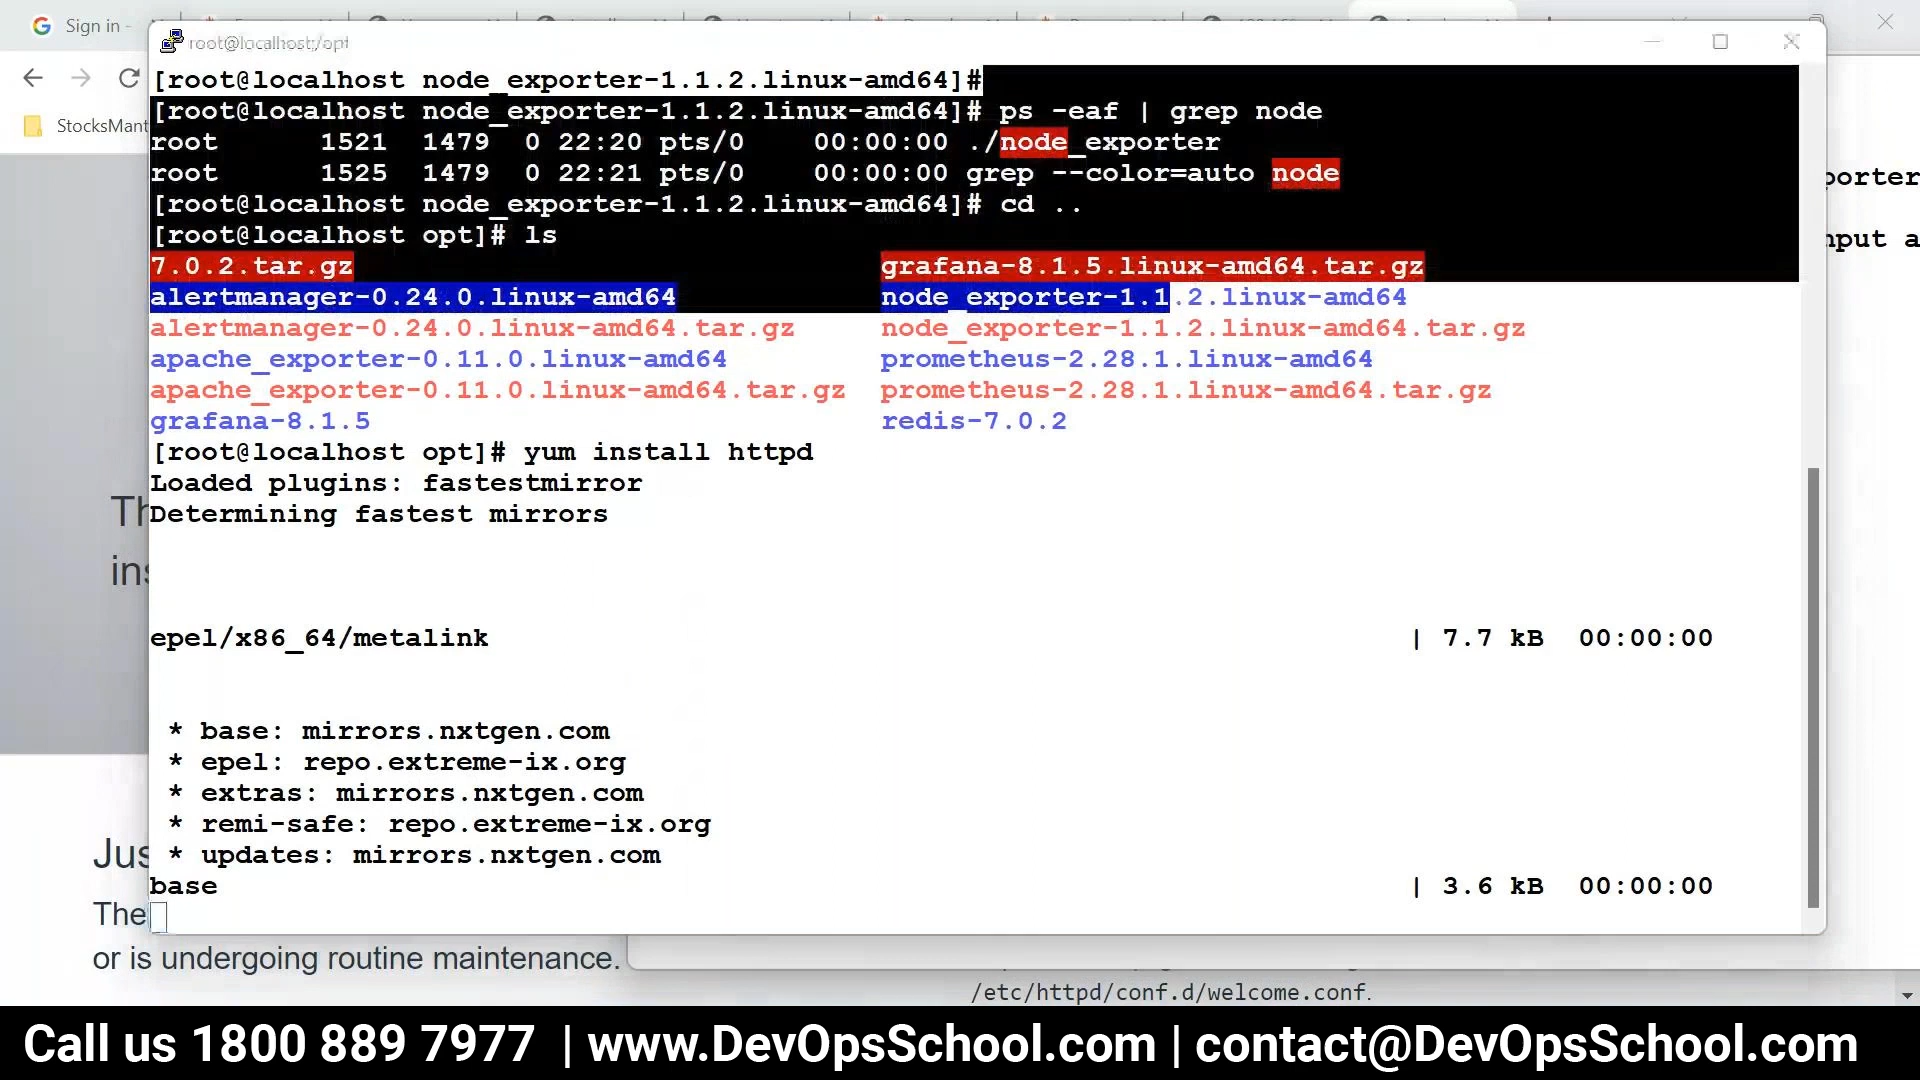 Sign in -
root@localhost:/opt
StocksMant
[root@localhost node_exporter-1.1.2.linux-amd64]#
[root@localhost node_exporter-1.1.2.linux-amd64]# ps -eaf | grep node
root 1521 1479 0 22:20 pts/0 00:00:00 ./node_exporter
root 1525 1479 0 22:21 pts/0 00:00:00 grep --color=auto node
porter
[root@localhost node_exporter-1.1.2.linux-amd64]# cd ..
[root@localhost opt]# ls
nput a
7.0.2.tar.gz grafana-8.1.5.linux-amd64.tar.gz
alertmanager-0.24.0.linux-amd64 node_exporter-1.1.2.linux-amd64
alertmanager-0.24.0.linux-amd64.tar.gz node_exporter-1.1.2.linux-amd64.tar.gz
apache_exporter-0.11.0.linux-amd64 prometheus-2.28.1.linux-amd64
apache_exporter-0.11.0.linux-amd64.tar.gz prometheus-2.28.1.linux-amd64.tar.gz
grafana-8.1.5 redis-7.0.2
[root@localhost opt]# yum install httpd
Loaded plugins: fastestmirror
Determining fastest mirrors
Th
ins
epel/x86_64/metalink | 7.7 kB 00:00:00
* base: mirrors.nxtgen.com
* epel: repo.extreme-ix.org
* extras: mirrors.nxtgen.com
* remi-safe: repo.extreme-ix.org
* updates: mirrors.nxtgen.com
Jus
base | 3.6 kB 00:00:00
The
or is undergoing routine maintenance.
/etc/httpd/conf.d/welcome.conf.
Call us 1800 889 7977 | www.DevOpsSchool.com | contact@DevOpsSchool.com